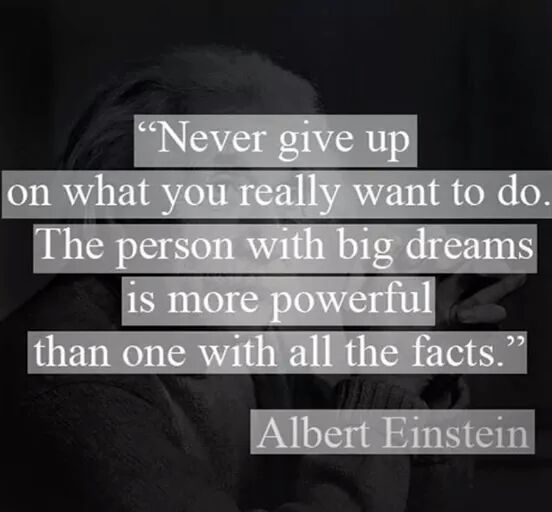 “Never give up
on what you really want to do.
The person with big dreams
is more powerful
than one with all the facts.”
Albert Einstein